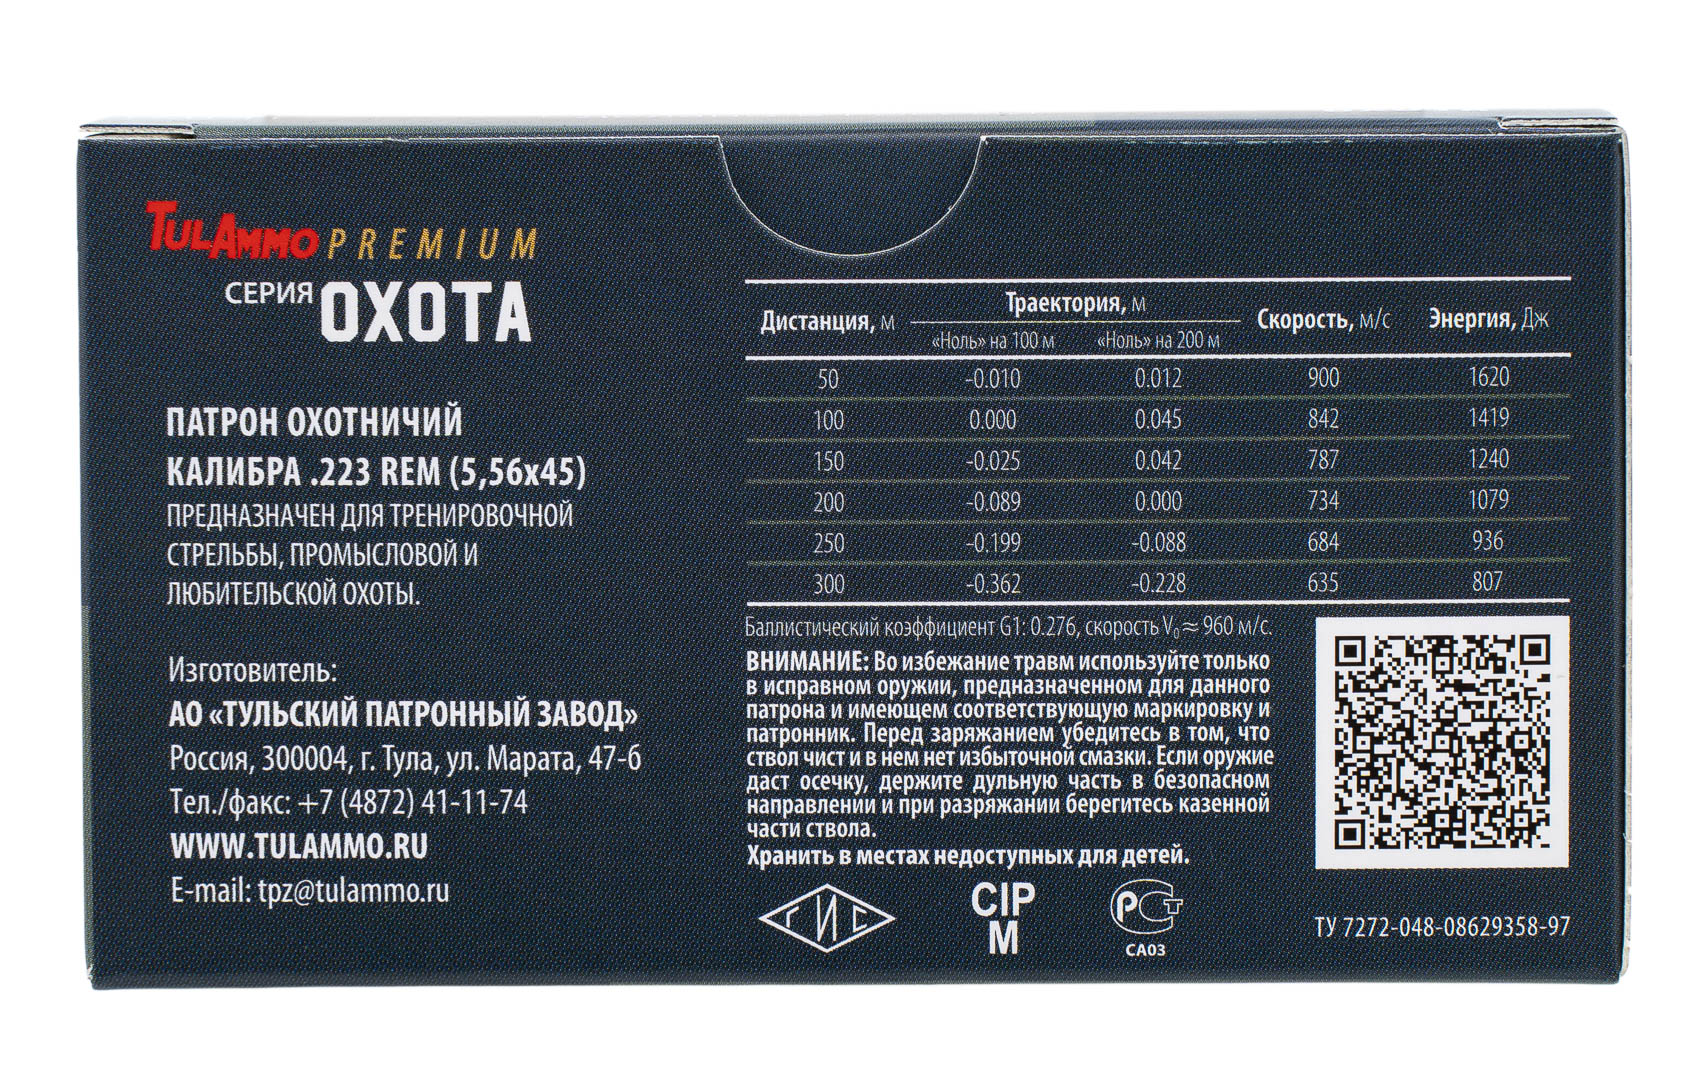 TULAMMO PREMIUM
СЕРИЯ ОХОТА
ПАТРОН ОХОТНИЧИЙ
КАЛИБРА .223 REM (5,56x45)
ПРЕДНАЗНАЧЕН ДЛЯ ТРЕНИРОВОЧНОЙ
СТРЕЛЬБЫ, ПРОМЫСЛОВОЙ И
ЛЮБИТЕЛЬСКОЙ ОХОТЫ.
Изготовитель:
АО «ТУЛЬСКИЙ ПАТРОННЫЙ ЗАВОД»
Россия, 300004, г. Тула, ул. Марата, 47-б
Тел./факс: +7 (4872) 41-11-74
WWW.TULAMMO.RU
E-mail: tpz@tulammo.ru
Дистанция, м Траектория, м Скорость, м/с Энергия, Дж
«Ноль» на 100 м «Ноль» на 200 м
50 -0.010 0.012 900 1620
100 0.000 0.045 842 1419
150 -0.025 0.042 787 1240
200 -0.089 0.000 734 1079
250 -0.199 -0.088 684 936
300 -0.362 -0.228 635 807
Баллистический коэффициент G1: 0.276, скорость V₀ ≈ 960 м/с.
ВНИМАНИЕ: Во избежание травм используйте только
в исправном оружии, предназначенном для данного
патрона и имеющем соответствующую маркировку и
патронник. Перед заряжанием убедитесь в том, что
ствол чист и в нем нет избыточной смазки. Если оружие
даст осечку, держите дульную часть в безопасном
направлении и при разряжании берегитесь казенной
части ствола.
Хранить в местах недоступных для детей.
ГИС
CIP
M
РСТ
СА03
ТУ 7272-048-08629358-97